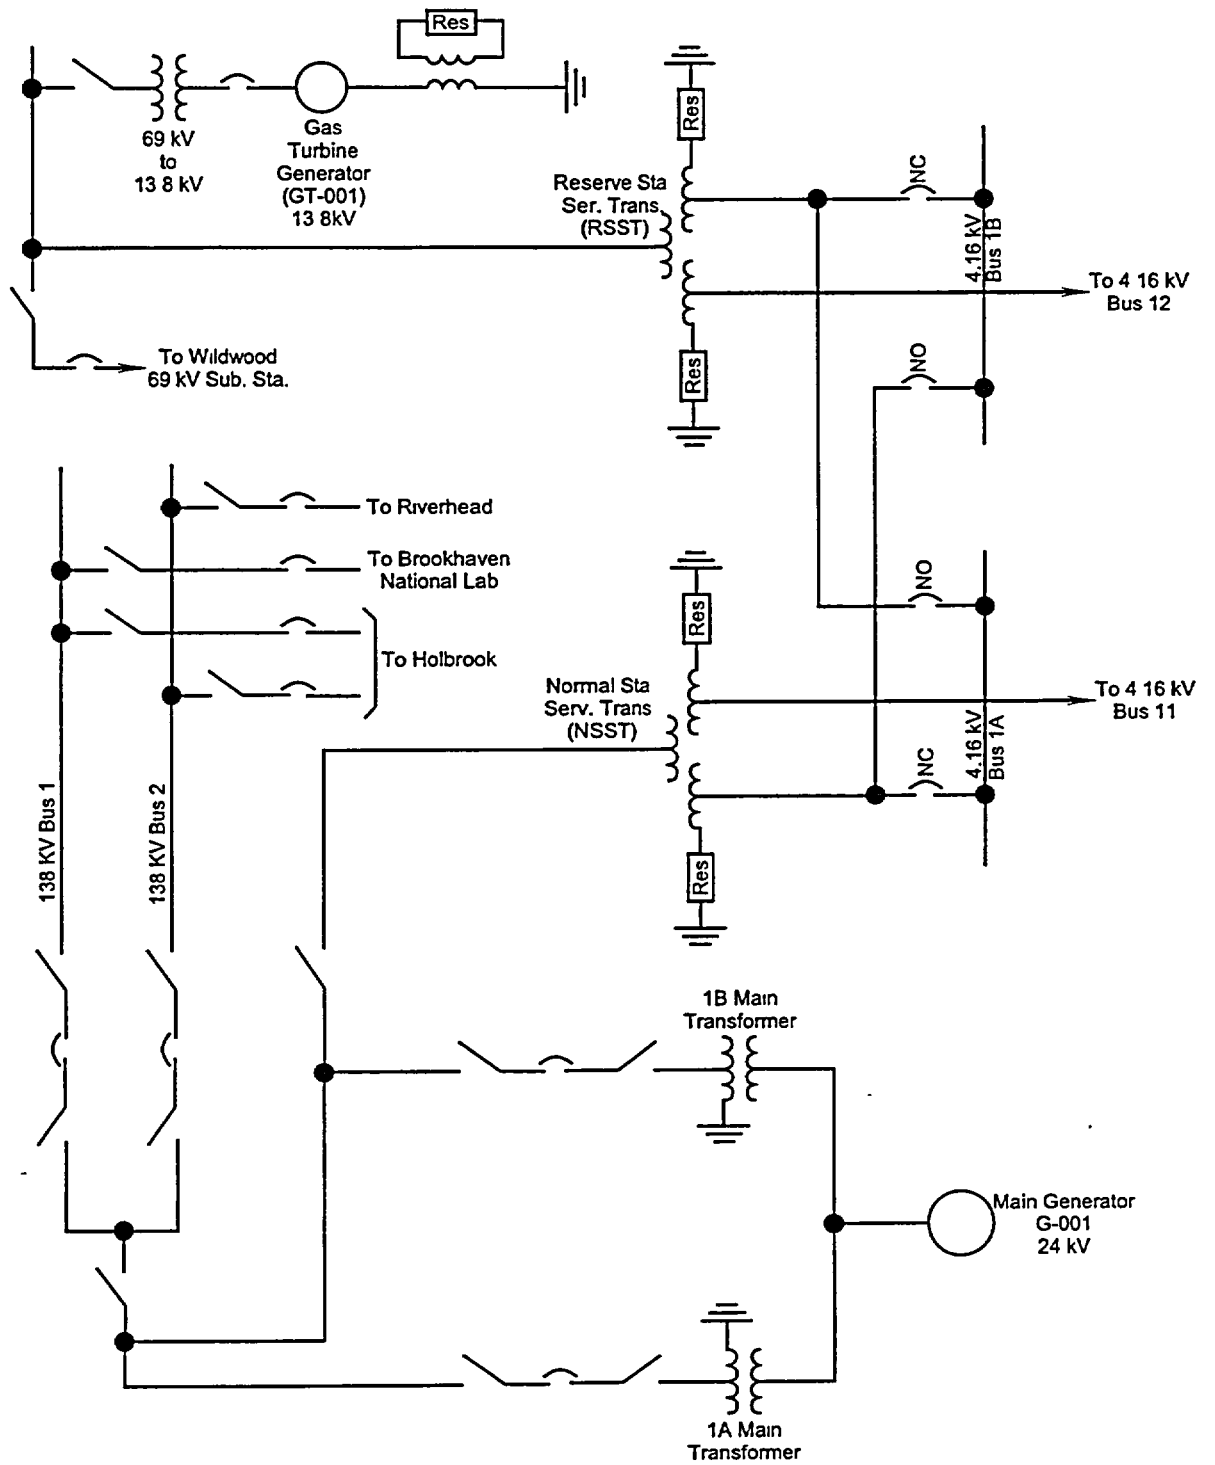 Res
69 kV
to
13 8 kV
Gas
Turbine
Generator
(GT-001)
13 8kV
Res
Reserve Sta
Ser. Trans
(RSST)
NC
4.16 kV
Bus 1B
To 4 16 kV
Bus 12
To Wildwood
69 kV Sub. Sta.
Res
NO
To Riverhead
To Brookhaven
National Lab
To Holbrook
Res
NO
Normal Sta
Serv. Trans
(NSST)
To 4 16 kV
Bus 11
4.16 kV
Bus 1A
NC
138 KV Bus 1
138 KV Bus 2
Res
1B Main
Transformer
Main Generator
G-001
24 kV
1A Main
Transformer